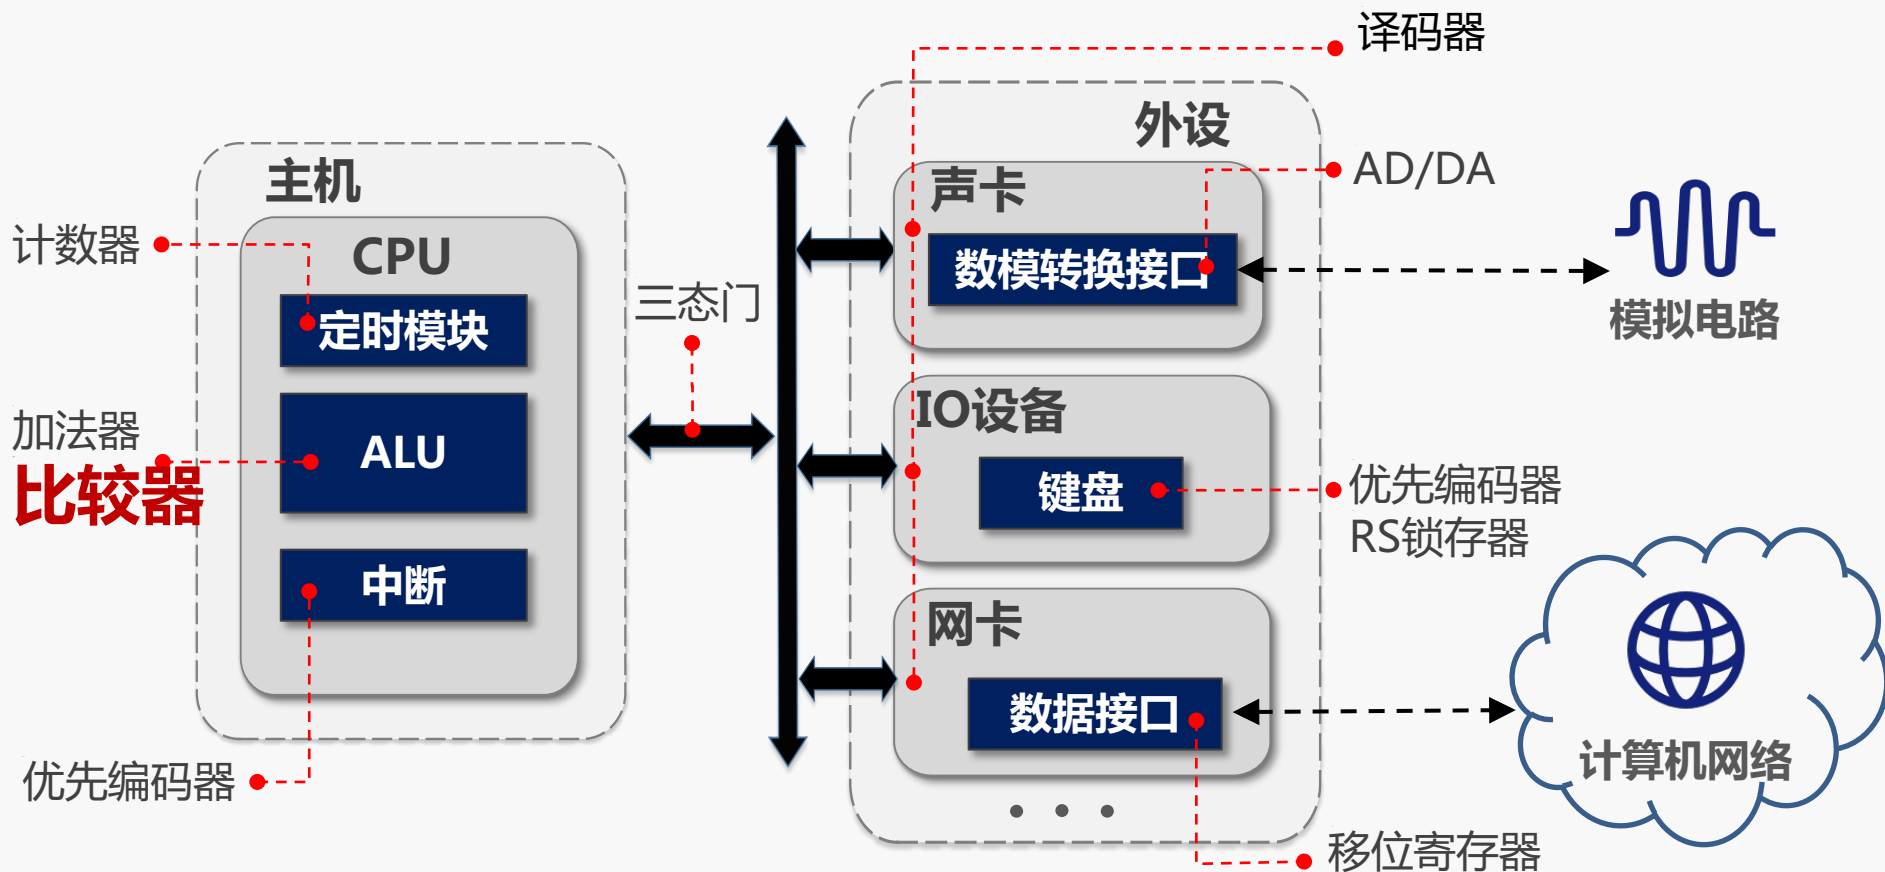 译码器
外设
主机
声卡
AD/DA
计数器
CPU
数模转换接口
三态门
定时模块
模拟电路
加法器
比较器
ALU
IO设备
键盘
优先编码器
RS锁存器
中断
网卡
数据接口
计算机网络
优先编码器
移位寄存器